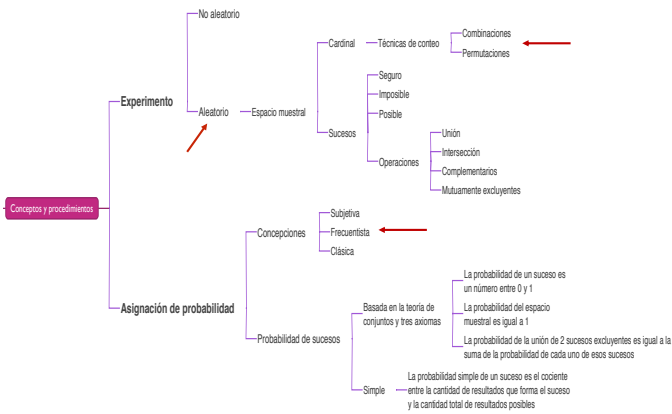 Conceptos y procedimientos
Experimento
No aleatorio
Aleatorio
Espacio muestral
Cardinal
Técnicas de conteo
Combinaciones
Permutaciones
Sucesos
Seguro
Imposible
Posible
Operaciones
Unión
Intersección
Complementarios
Mutuamente excluyentes
Asignación de probabilidad
Concepciones
Subjetiva
Frecuentista
Clásica
Probabilidad de sucesos
Basada en la teoría de
conjuntos y tres axiomas
La probabilidad de un suceso es
un número entre 0 y 1
La probabilidad del espacio
muestral es igual a 1
La probabilidad de la unión de 2 sucesos excluyentes es igual a la
suma de la probabilidad de cada uno de esos sucesos
Simple
La probabilidad simple de un suceso es el cociente
entre la cantidad de resultados que forma el suceso
y la cantidad total de resultados posibles